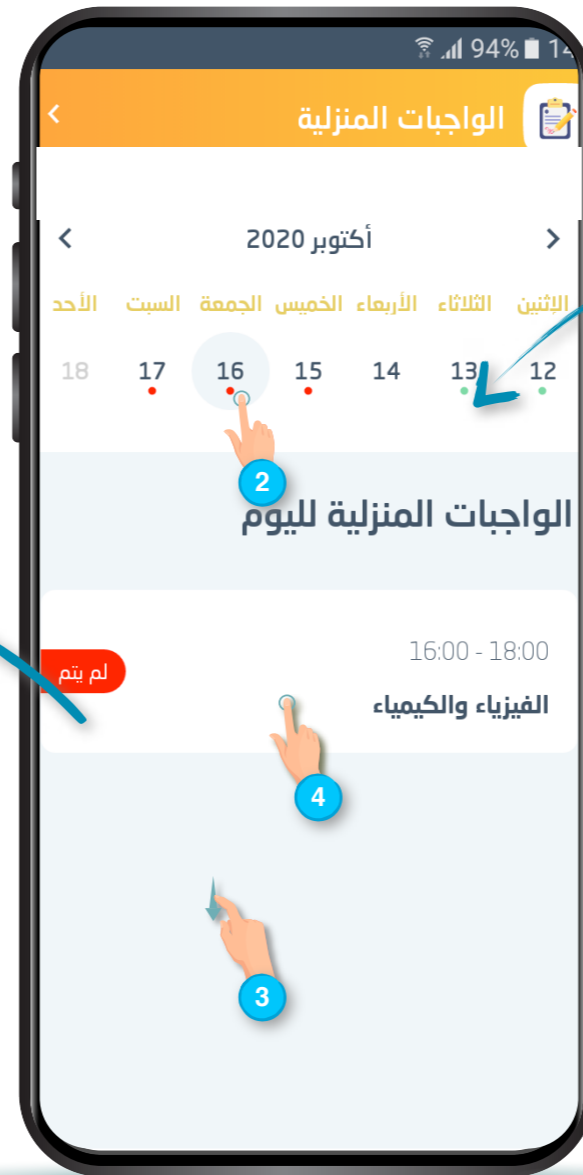 94% 14
الواجبات المنزلية
أكتوبر 2020
الإثنين الثلاثاء الأربعاء الخميس الجمعة السبت الأحد
12 13 14 15 16 17 18
2
الواجبات المنزلية لليوم
16:00 - 18:00
لم يتم
الفيزياء والكيمياء
4
3